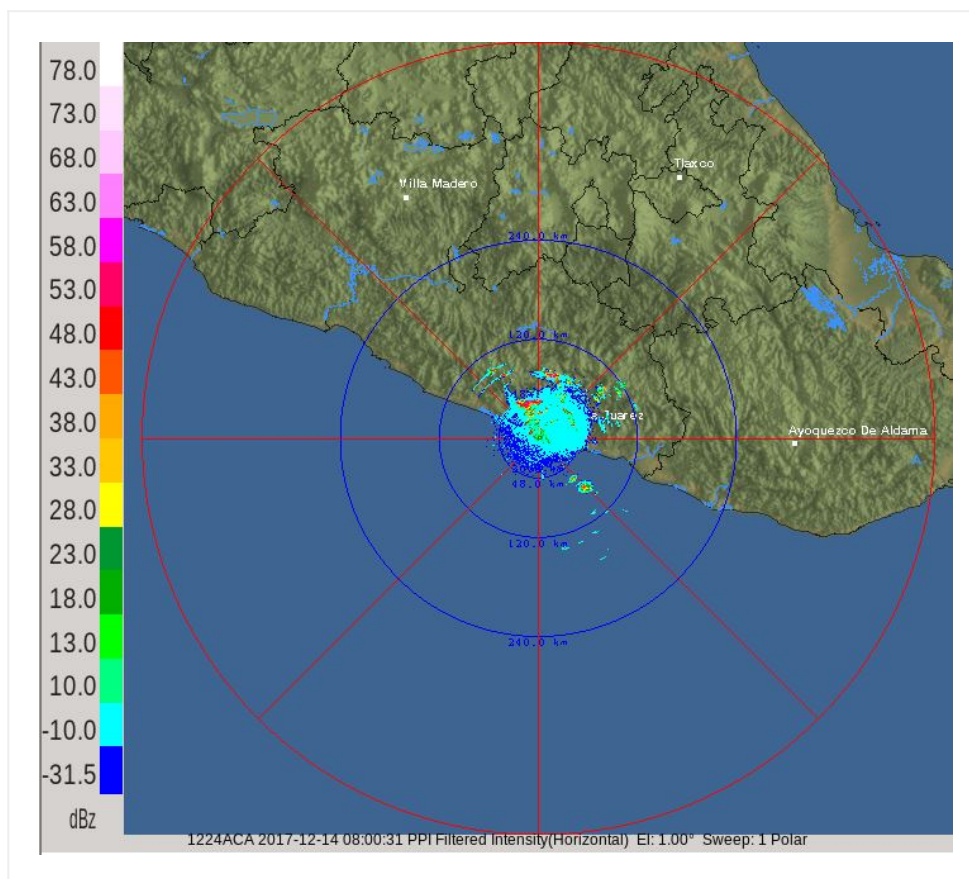 78.0
73.0
68.0
63.0
58.0
53.0
48.0
43.0
38.0
33.0
28.0
23.0
18.0
13.0
10.0
-10.0
-31.5
dBz
Tlaxco
Villa Madero
240.0 km
120.0 km
Juarez
Ayoquezco De Aldama
48.0 km
120.0 km
240.0 km
1224ACA 2017-12-14 08:00:31 PPI Filtered Intensity(Horizontal) El: 1.00° Sweep: 1 Polar